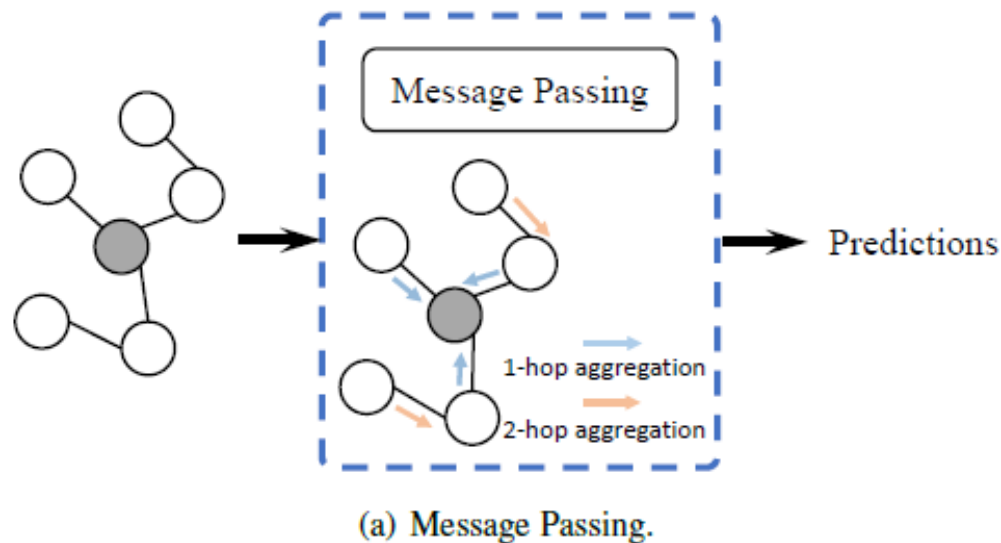 Message Passing
Predictions
1-hop aggregation
2-hop aggregation
(a) Message Passing.